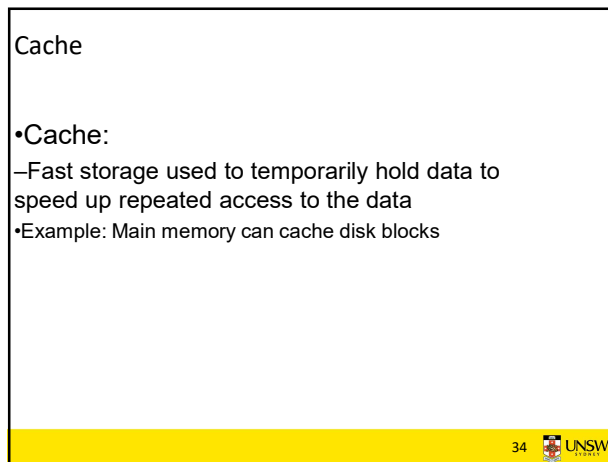 Cache
•Cache:
–Fast storage used to temporarily hold data to
speed up repeated access to the data
•Example: Main memory can cache disk blocks
34
UNSW
SYDNEY